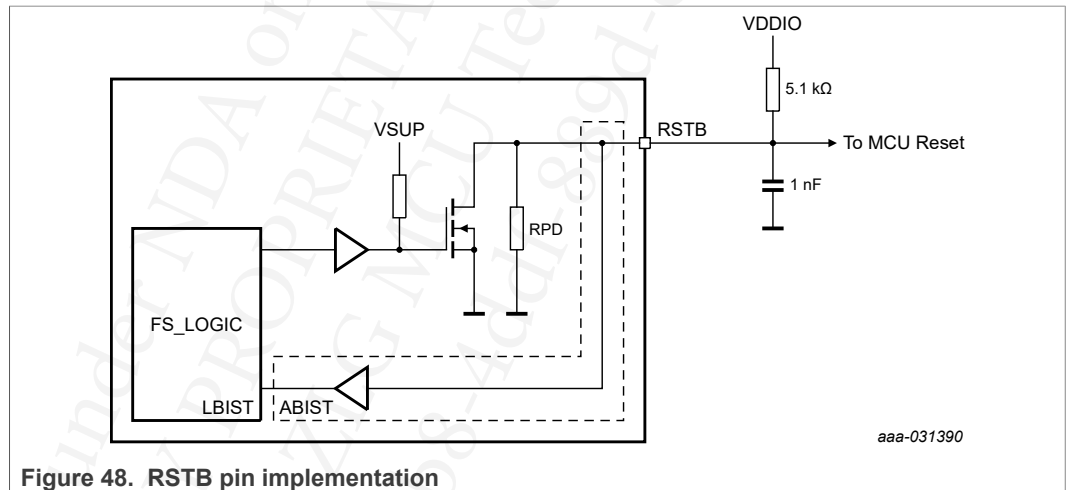 VDDIO
5.1 kΩ
VSUP
RSTB
To MCU Reset
1 nF
RPD
FS_LOGIC
LBIST
ABIST
aaa-031390
Figure 48. RSTB pin implementation